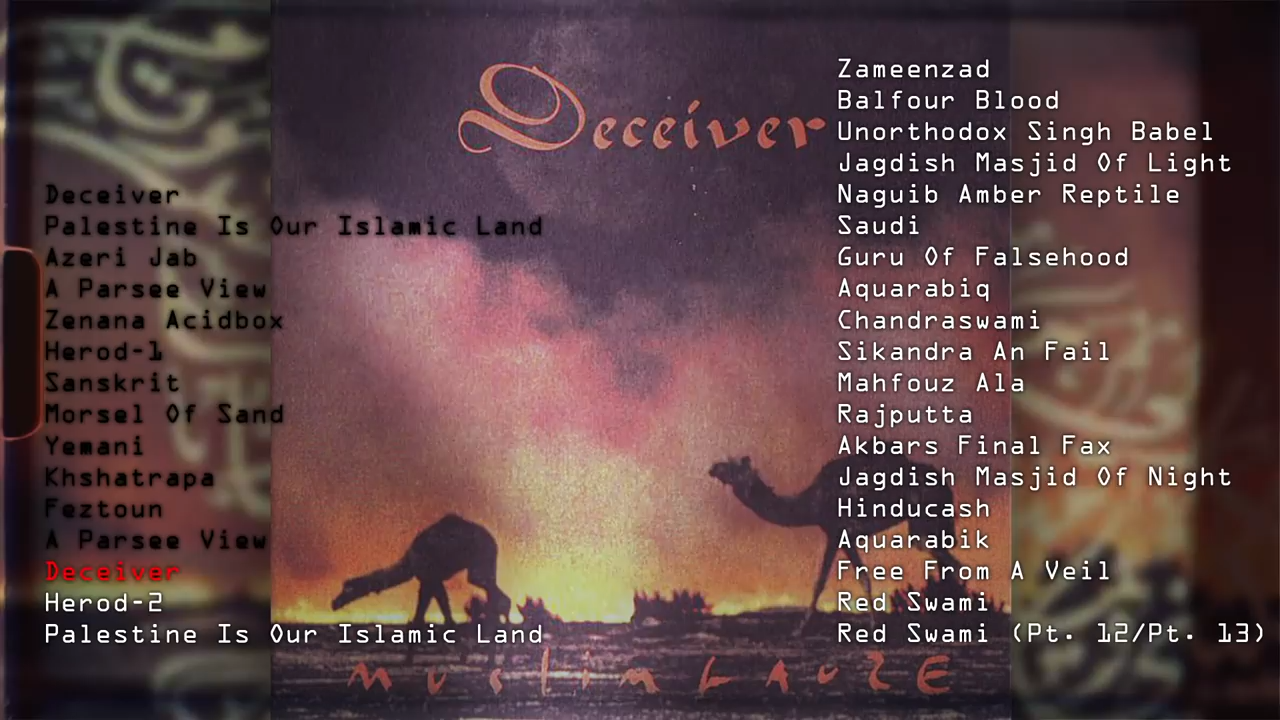 Deceiver
Deceiver
Palestine Is Our Islamic Land
Azeri Jab
A Parsee View
Zenana Acidbox
Herod-1
Sanskrit
Morsel Of Sand
Yemani
Khshatrapa
Feztoun
A Parsee View
Deceiver
Herod-2
Palestine Is Our Islamic Land
Zameenzad
Balfour Blood
Unorthodox Singh Babel
Jagdish Masjid Of Light
Naguib Amber Reptile
Saudi
Guru Of Falsehood
Aquarabiq
Chandraswami
Sikandra An Fail
Mahfouz Ala
Rajputta
Akbars Final Fax
Jagdish Masjid Of Night
Hinducash
Aquarabik
Free From A Veil
Red Swami
Red Swami (Pt. 12/Pt. 13)
muslimgauze